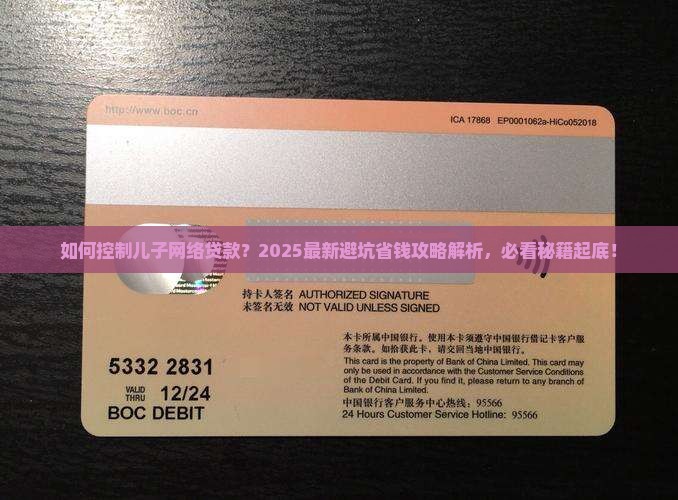 http://www.boc.cn
ICA 17868 EP0001062a-HiCo052018
如何控制儿子网络贷款？2025最新避坑省钱攻略解析，必看秘籍起底！
持卡人签名 AUTHORIZED SIGNATURE
未签名无效 NOT VALID UNLESS SIGNED
本卡所属中国银行。使用本卡须遵守中国银行借记卡客户服
务条款。如拾获此卡，请交回当地中国银行。
This card is the property of Bank of China Limited. This card may
only be used in accordance with the Customer Service Conditions
of the Debit Card. If you find it, please return to any branch of
Bank of China Limited.
中国银行客户服务中心热线：95566
24 Hours Customer Service Hotline: 95566
5332 2831
VALID
THRU 12/24
BOC DEBIT